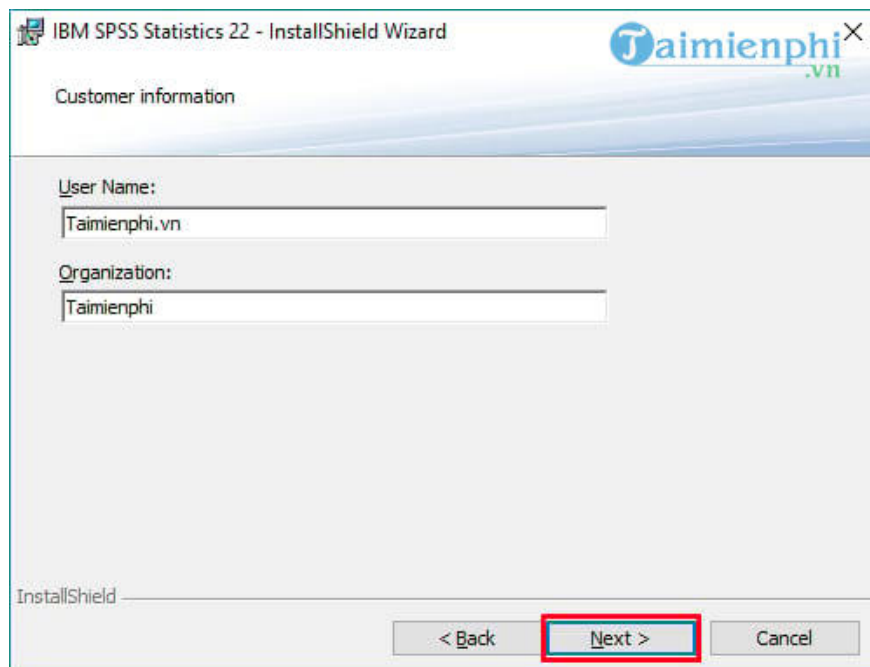 IBM SPSS Statistics 22 - InstallShield Wizard
Taimienphi
.vn
Customer information
User Name:
Taimienphi.vn
Organization:
Taimienphi
InstallShield
< Back
Next >
Cancel